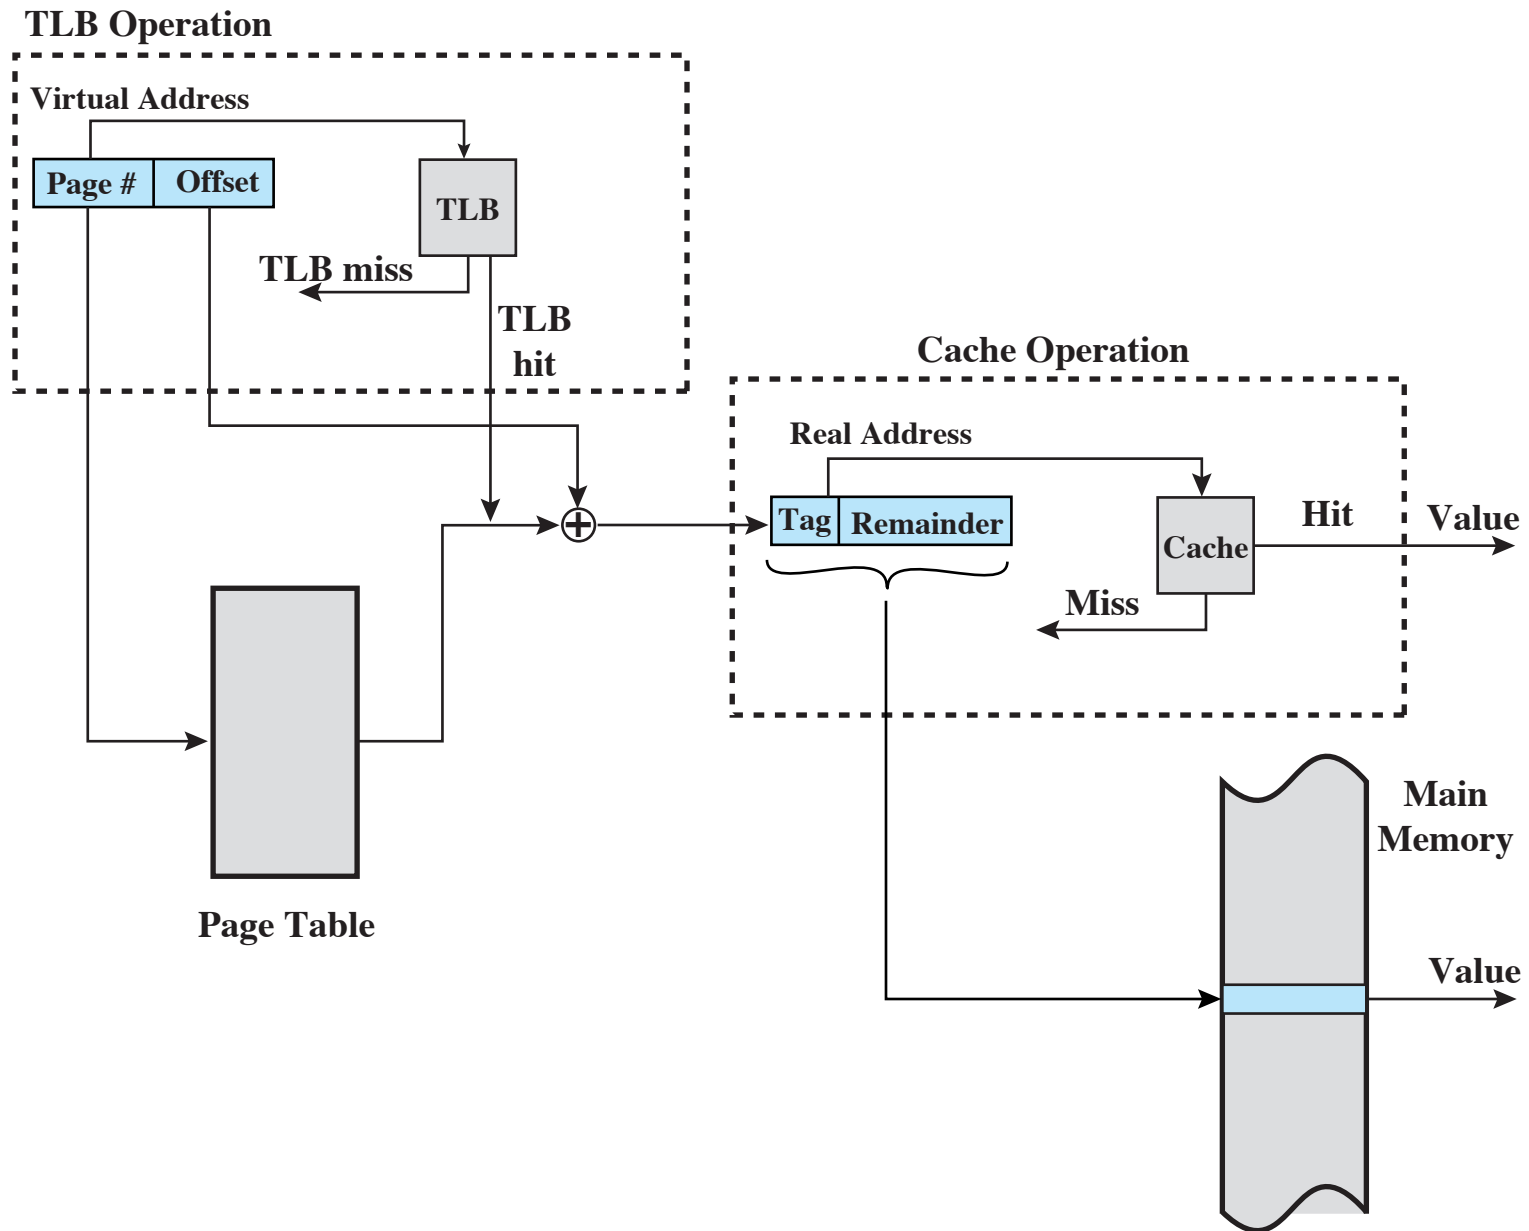 TLB Operation
Virtual Address
Page # Offset
TLB
TLB miss
TLB
hit
Cache Operation
Real Address
Tag Remainder
Cache
Hit
Value
Miss
Page Table
Main
Memory
Value